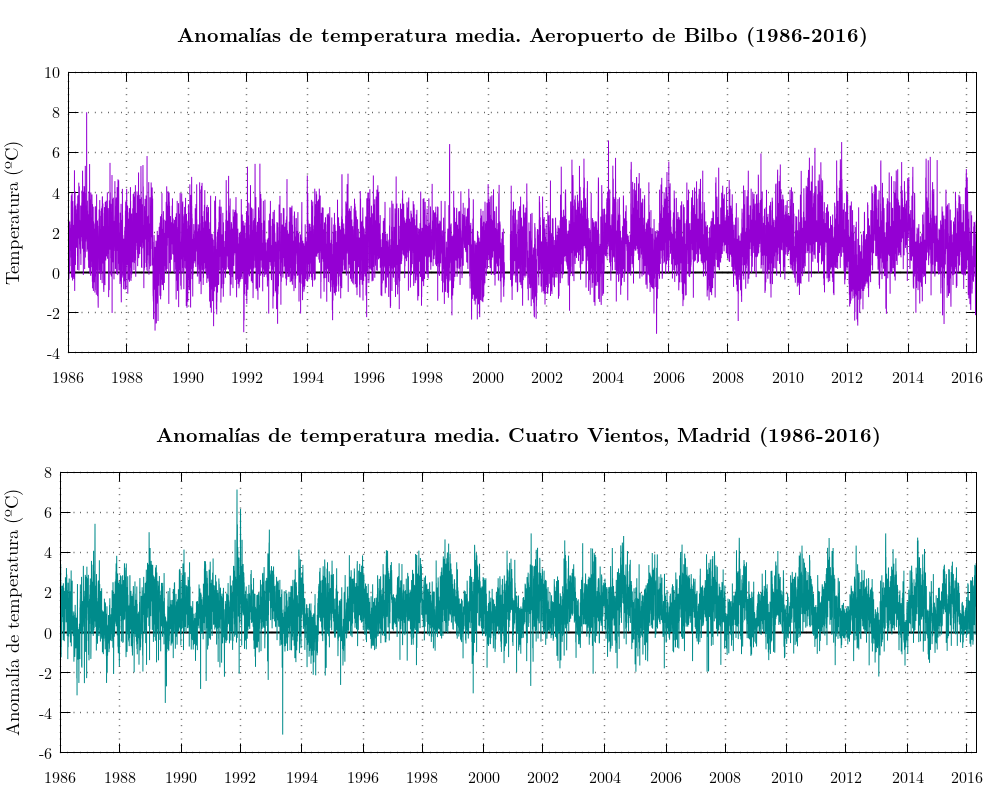 Anomalías de temperatura media. Aeropuerto de Bilbo (1986-2016)
10
8
6
4
2
0
-2
-4
Temperatura (ºC)
1986 1988 1990 1992 1994 1996 1998 2000 2002 2004 2006 2008 2010 2012 2014 2016
Anomalías de temperatura media. Cuatro Vientos, Madrid (1986-2016)
8
6
4
2
0
-2
-4
-6
Anomalía de temperatura (ºC)
1986 1988 1990 1992 1994 1996 1998 2000 2002 2004 2006 2008 2010 2012 2014 2016